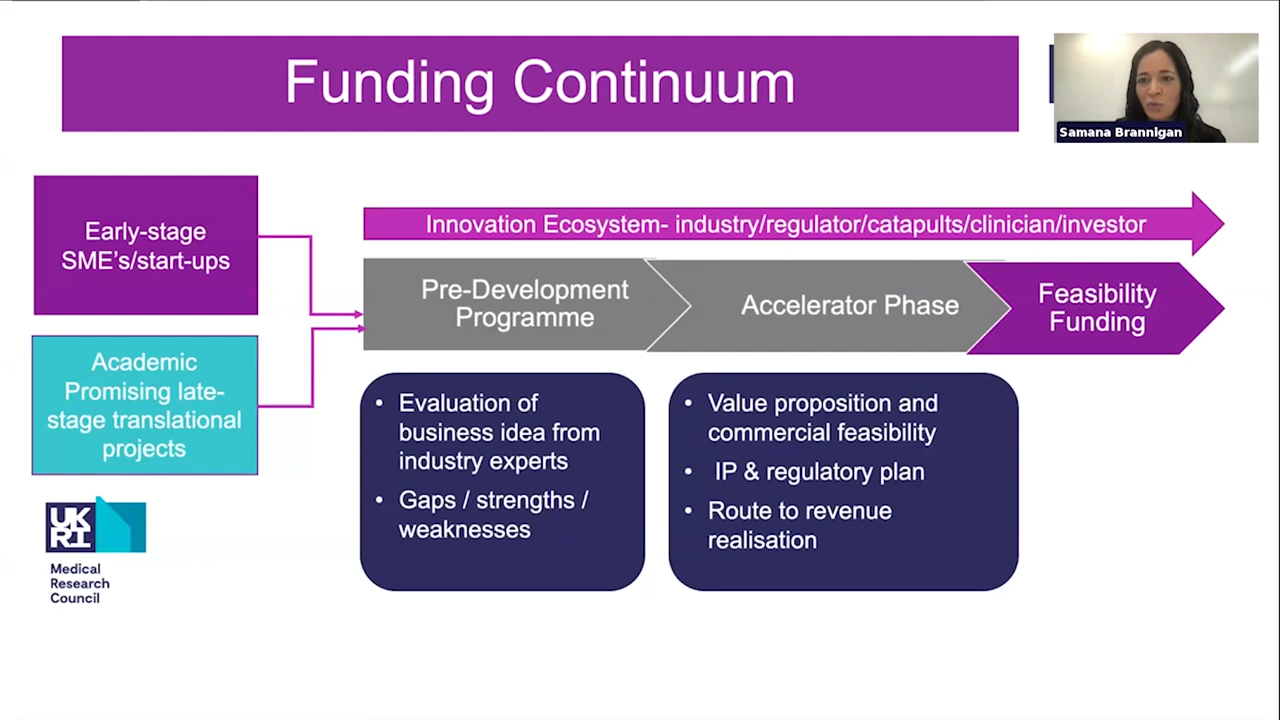 Funding Continuum
Samana Brannigan
Early-stage
SME's/start-ups
Innovation Ecosystem- industry/regulator/catapults/clinician/investor
Pre-Development
Programme
Accelerator Phase
Feasibility
Funding
Academic
Promising late-
stage translational
projects
• Evaluation of
business idea from
industry experts
• Gaps / strengths /
weaknesses
• Value proposition and
commercial feasibility
• IP & regulatory plan
• Route to revenue
realisation
UK
RI
Medical
Research
Council